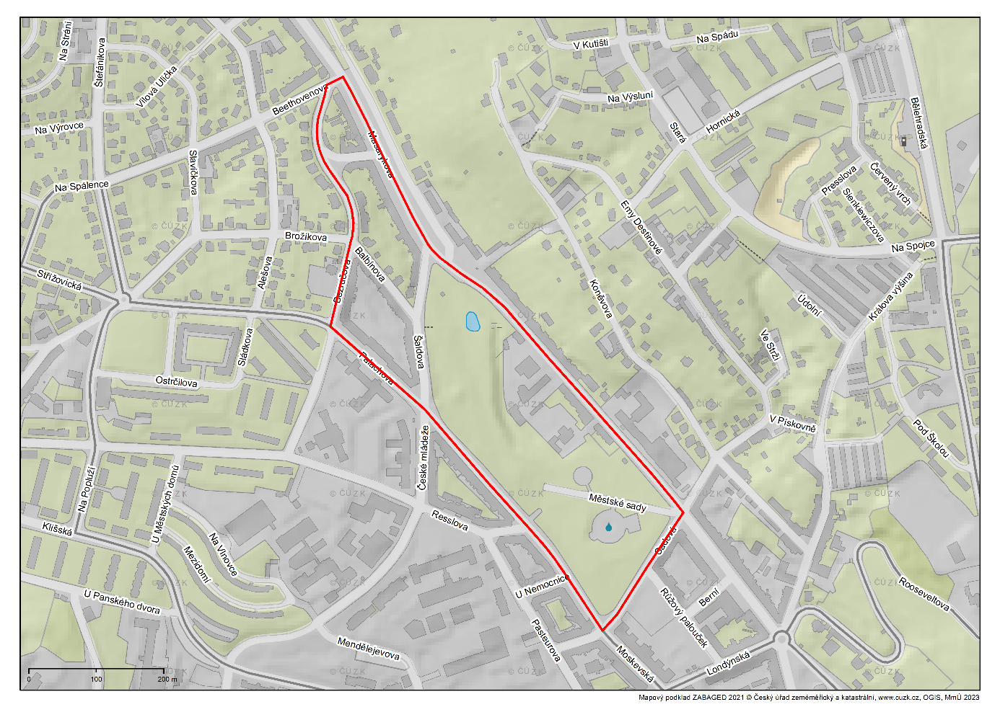 Na Stráni
Štefánikova
Vilová Ulička
Beethovenova
Na Výrovce
Slavíčkova
Na Spálence
Masarykova
V Kutišti
Na Spádu
Na Výsluní
Stará
Hornická
Bělehradská
Presslova
Červený vrch
Sienkiewiczova
Na Spojce
Emy Destinové
Brožíkova
Balbínova
Bezručova
Alešova
Střížovická
Koněvova
Údolní
Králova výšina
Ve Strži
Sládkova
Šaldova
Palachova
Ostrčilova
V Pískovně
Pod Školou
České mládeže
Na Popluží
U Městských domů
Městské sady
Klíšská
Resslova
Na Vlnovce
Mezidomí
Sadová
U Nemocnice
U Panského dvora
Růžový palouček
Berní
Rooseveltova
Pasteurova
Mendělejevova
Moskevská
Londýnská
© ČÚZK
0 100 200 m
Mapový podklad ZABAGED 2021 © Český úřad zeměměřický a katastrální, www.cuzk.cz, OGIS, MmÚ 2023